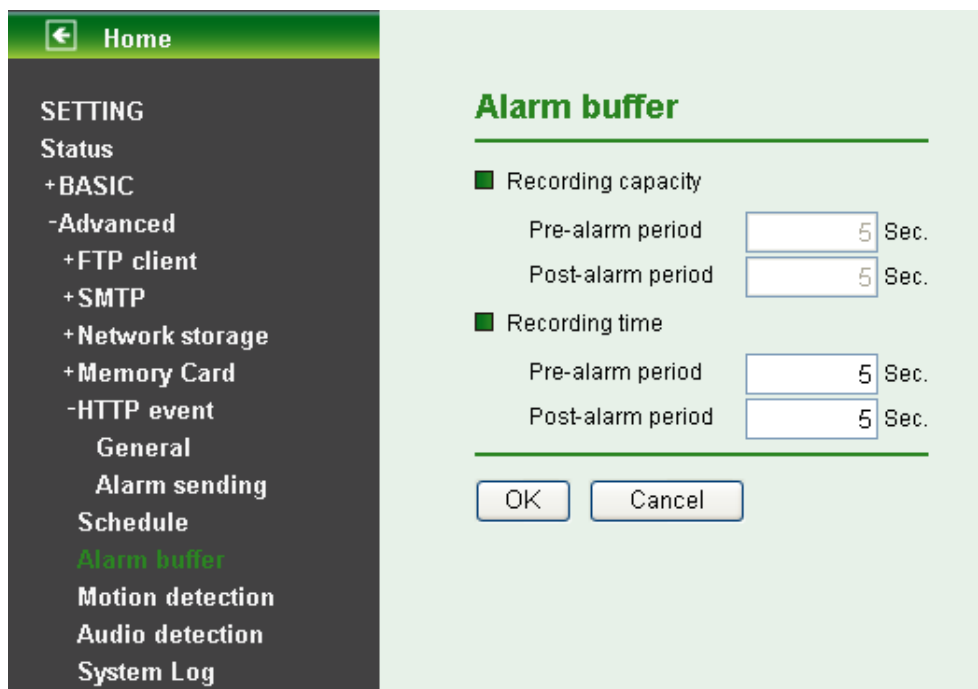 Home
SETTING
Status
+BASIC
-Advanced
+FTP client
+SMTP
+Network storage
+Memory Card
-HTTP event
General
Alarm sending
Schedule
Alarm buffer
Motion detection
Audio detection
System Log
Alarm buffer
Recording capacity
Pre-alarm period 5 Sec.
Post-alarm period 5 Sec.
Recording time
Pre-alarm period 5 Sec.
Post-alarm period 5 Sec.
OK Cancel